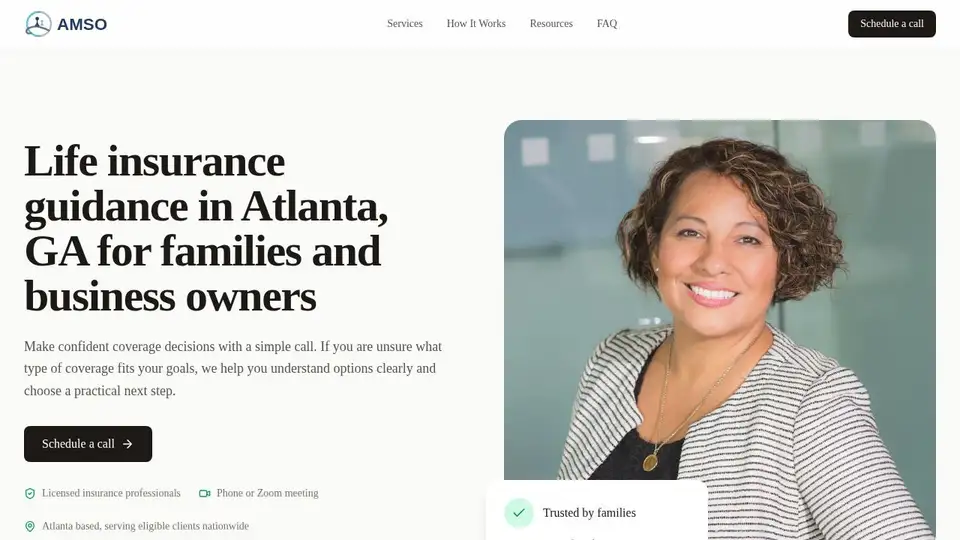 AMSO
Services
How It Works
Resources
FAQ
Schedule a call
Life insurance
guidance in Atlanta,
GA for families and
business owners
Make confident coverage decisions with a simple call. If you are unsure what
type of coverage fits your goals, we help you understand options clearly and
choose a practical next step.
Schedule a call
Licensed insurance professionals
Phone or Zoom meeting
Atlanta based, serving eligible clients nationwide
Trusted by families